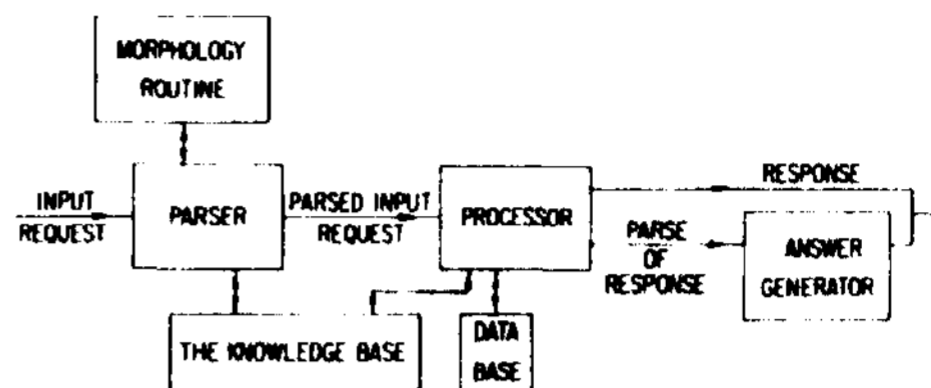 MORPHOLOGY
ROUTINE
INPUT
REQUEST
PARSER
PARSED INPUT
REQUEST
PROCESSOR
RESPONSE
PARSE
OF
RESPONSE
ANSWER
GENERATOR
THE KNOWLEDGE BASE
DATA
BASE